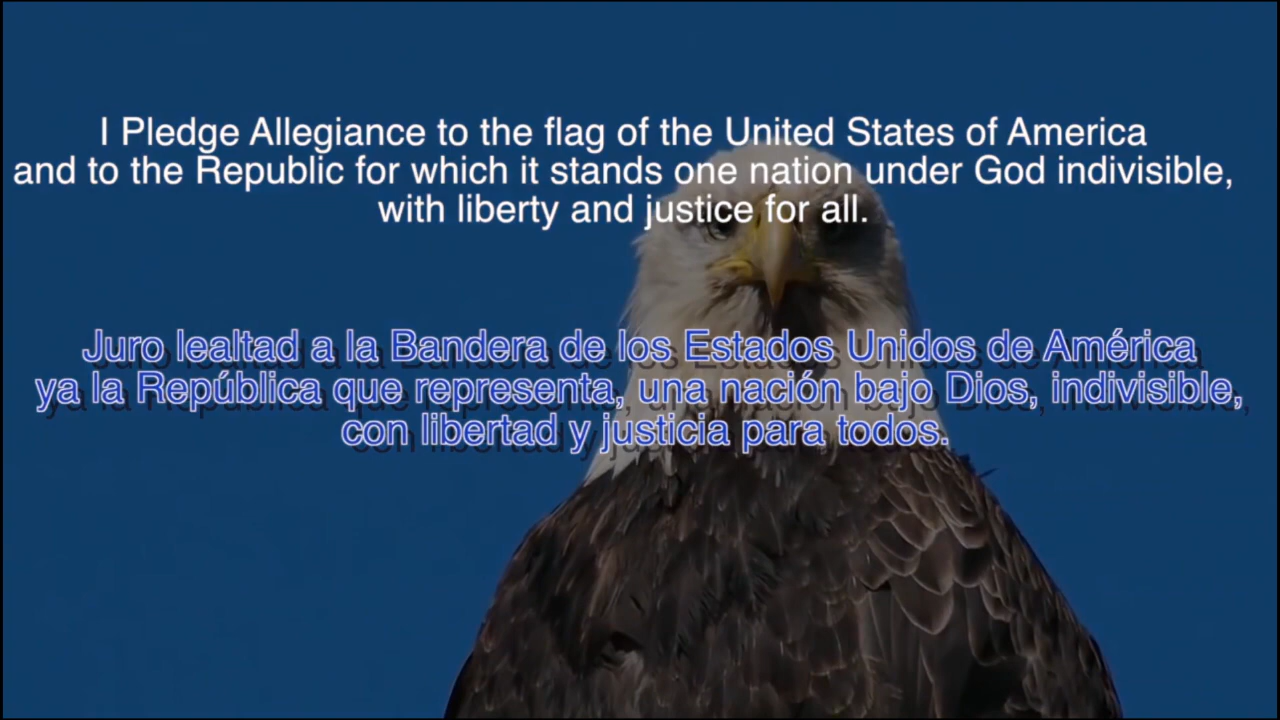 I Pledge Allegiance to the flag of the United States of America
and to the Republic for which it stands one nation under God indivisible,
with liberty and justice for all.
Juro lealtad a la Bandera de los Estados Unidos de América
ya la República que representa, una nación bajo Dios, indivisible,
con libertad y justicia para todos.